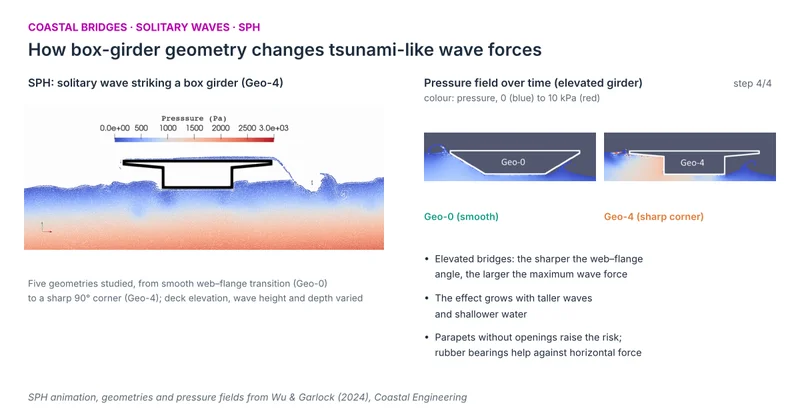 COASTAL BRIDGES · SOLITARY WAVES · SPH
How box-girder geometry changes tsunami-like wave forces
SPH: solitary wave striking a box girder (Geo-4)
Presssure (Pa)
0.0e+00 500 1000 1500 2000 2500 3.0e+03
Five geometries studied, from smooth web–flange transition (Geo-0)
to a sharp 90° corner (Geo-4); deck elevation, wave height and depth varied
Pressure field over time (elevated girder)
step 4/4
colour: pressure, 0 (blue) to 10 kPa (red)
Geo-0
Geo-4
Geo-0 (smooth)
Geo-4 (sharp corner)
• Elevated bridges: the sharper the web–flange
angle, the larger the maximum wave force
• The effect grows with taller waves
and shallower water
• Parapets without openings raise the risk;
rubber bearings help against horizontal force
SPH animation, geometries and pressure fields from Wu & Garlock (2024), Coastal Engineering